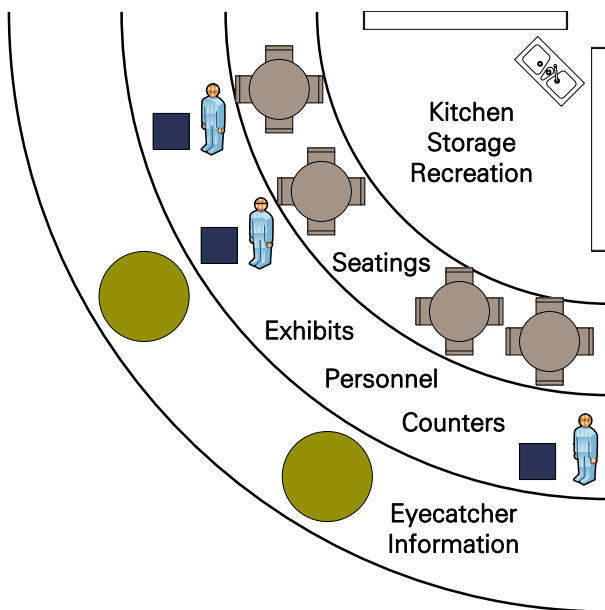 Kitchen
Storage
Recreation
Seatings
Exhibits
Personnel
Counters
Eyecatcher
Information